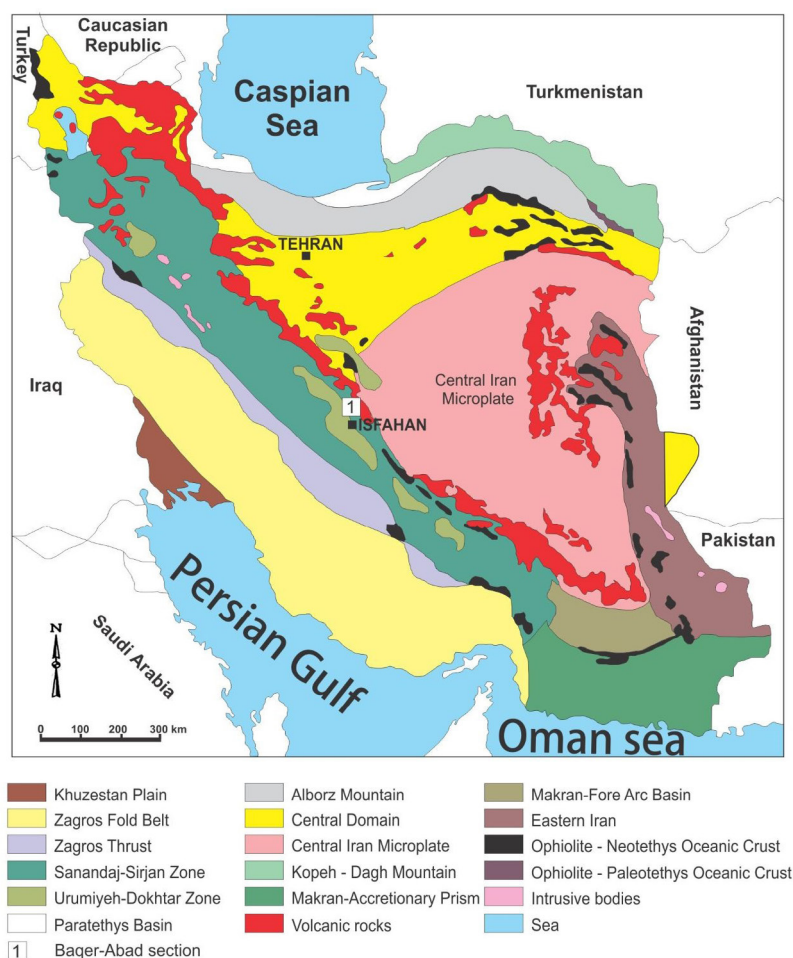 Caucasian
Republic
Turkey
Caspian
Sea
Turkmenistan
TEHRAN
Afghanistan
Iraq
Central Iran
Microplate
1
ISFAHAN
Pakistan
Persian Gulf
Saudi Arabia
N
0 100 200 300 km
Oman sea
Khuzestan Plain
Zagros Fold Belt
Zagros Thrust
Sanandaj-Sirjan Zone
Urumiyeh-Dokhtar Zone
Paratethys Basin
1 Bager-Abad section
Alborz Mountain
Central Domain
Central Iran Microplate
Kopeh - Dagh Mountain
Makran-Accretionary Prism
Volcanic rocks
Makran-Fore Arc Basin
Eastern Iran
Ophiolite - Neotethys Oceanic Crust
Ophiolite - Paleotethys Oceanic Crust
Intrusive bodies
Sea